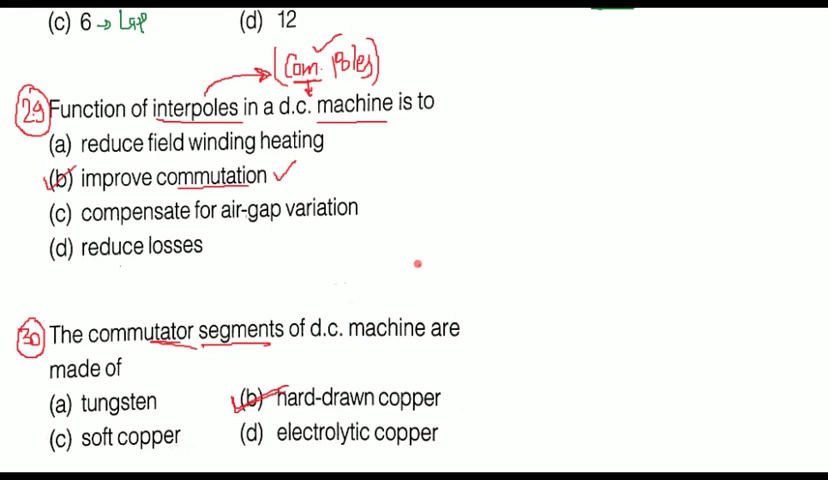 (c) 6 → Lap (d) 12
(Com. Poles)
29 Function of interpoles in a d.c. machine is to
(a) reduce field winding heating
(b) improve commutation
(c) compensate for air-gap variation
(d) reduce losses
30 The commutator segments of d.c. machine are
made of
(a) tungsten (b) hard-drawn copper
(c) soft copper (d) electrolytic copper